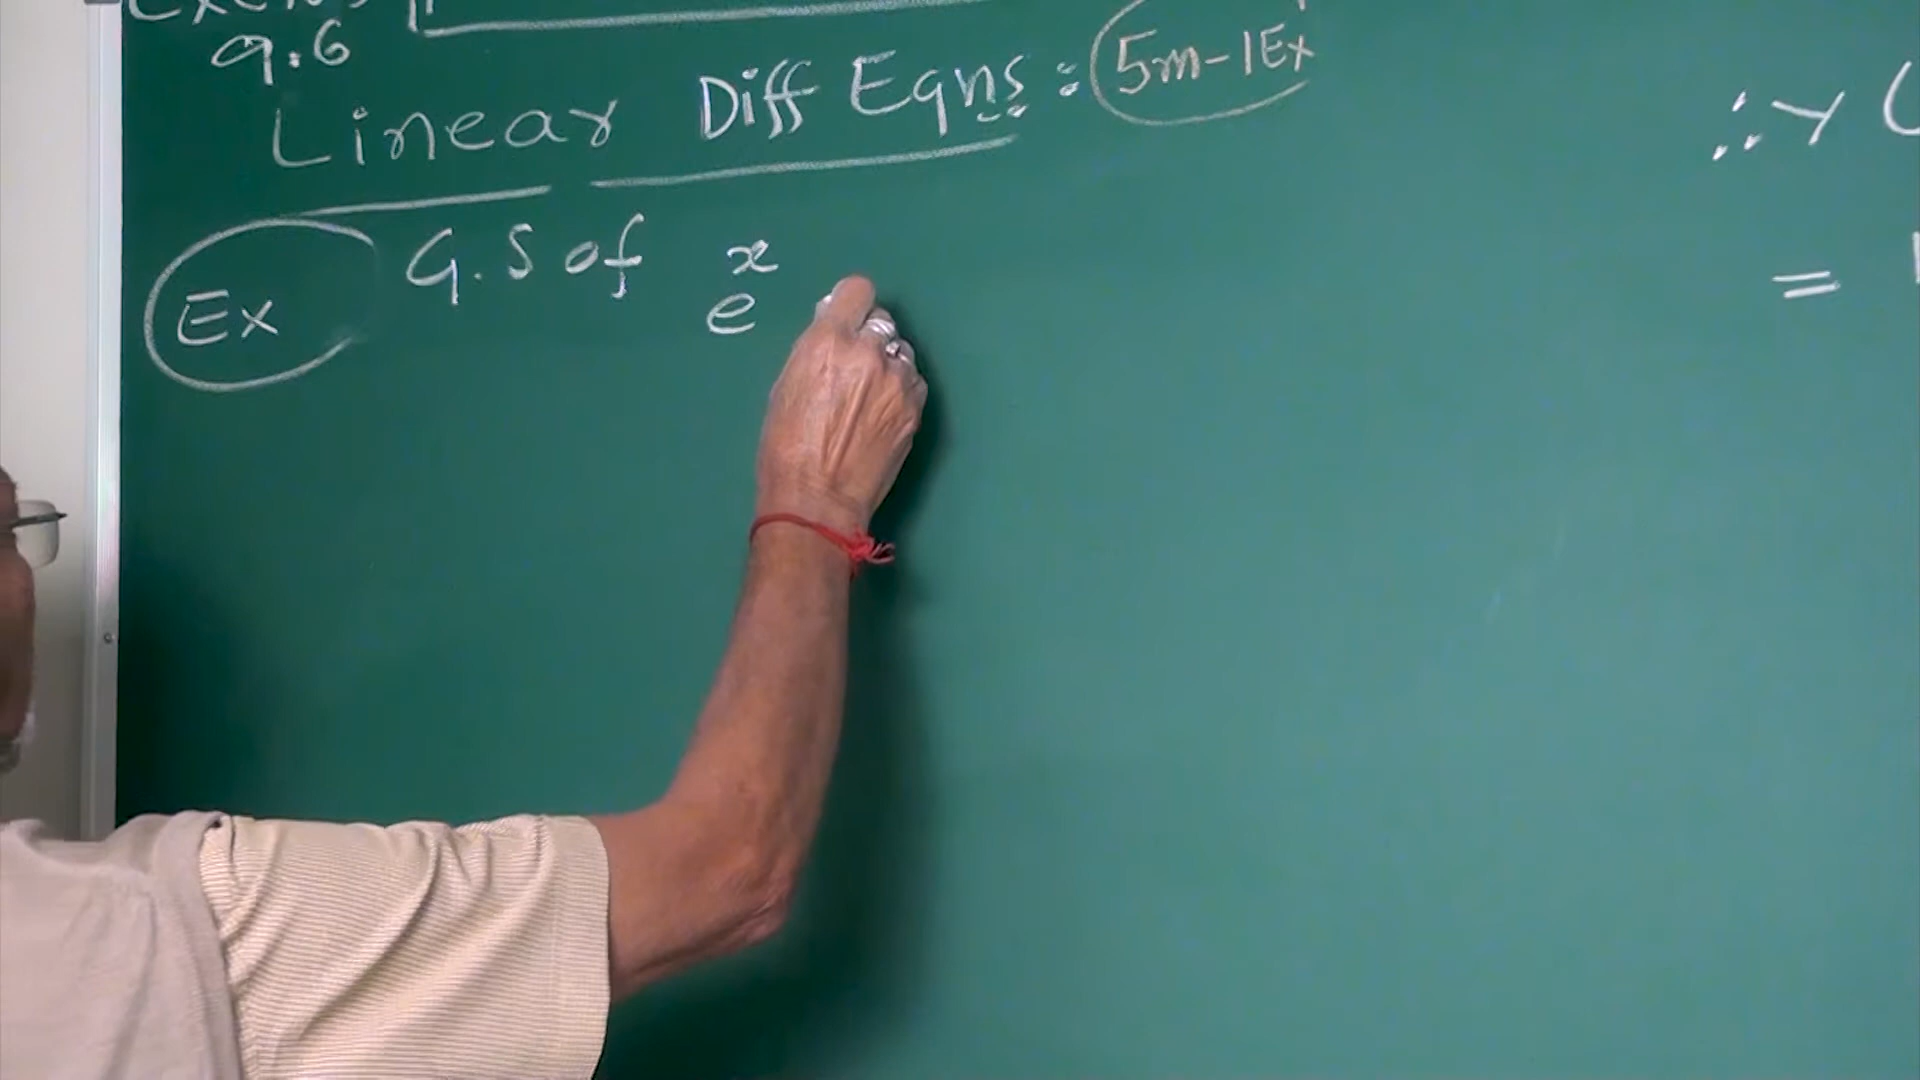 9.6
Linear Diff Eqns : 5m-1Ex
Ex G.S of e^x
∴ y (
=